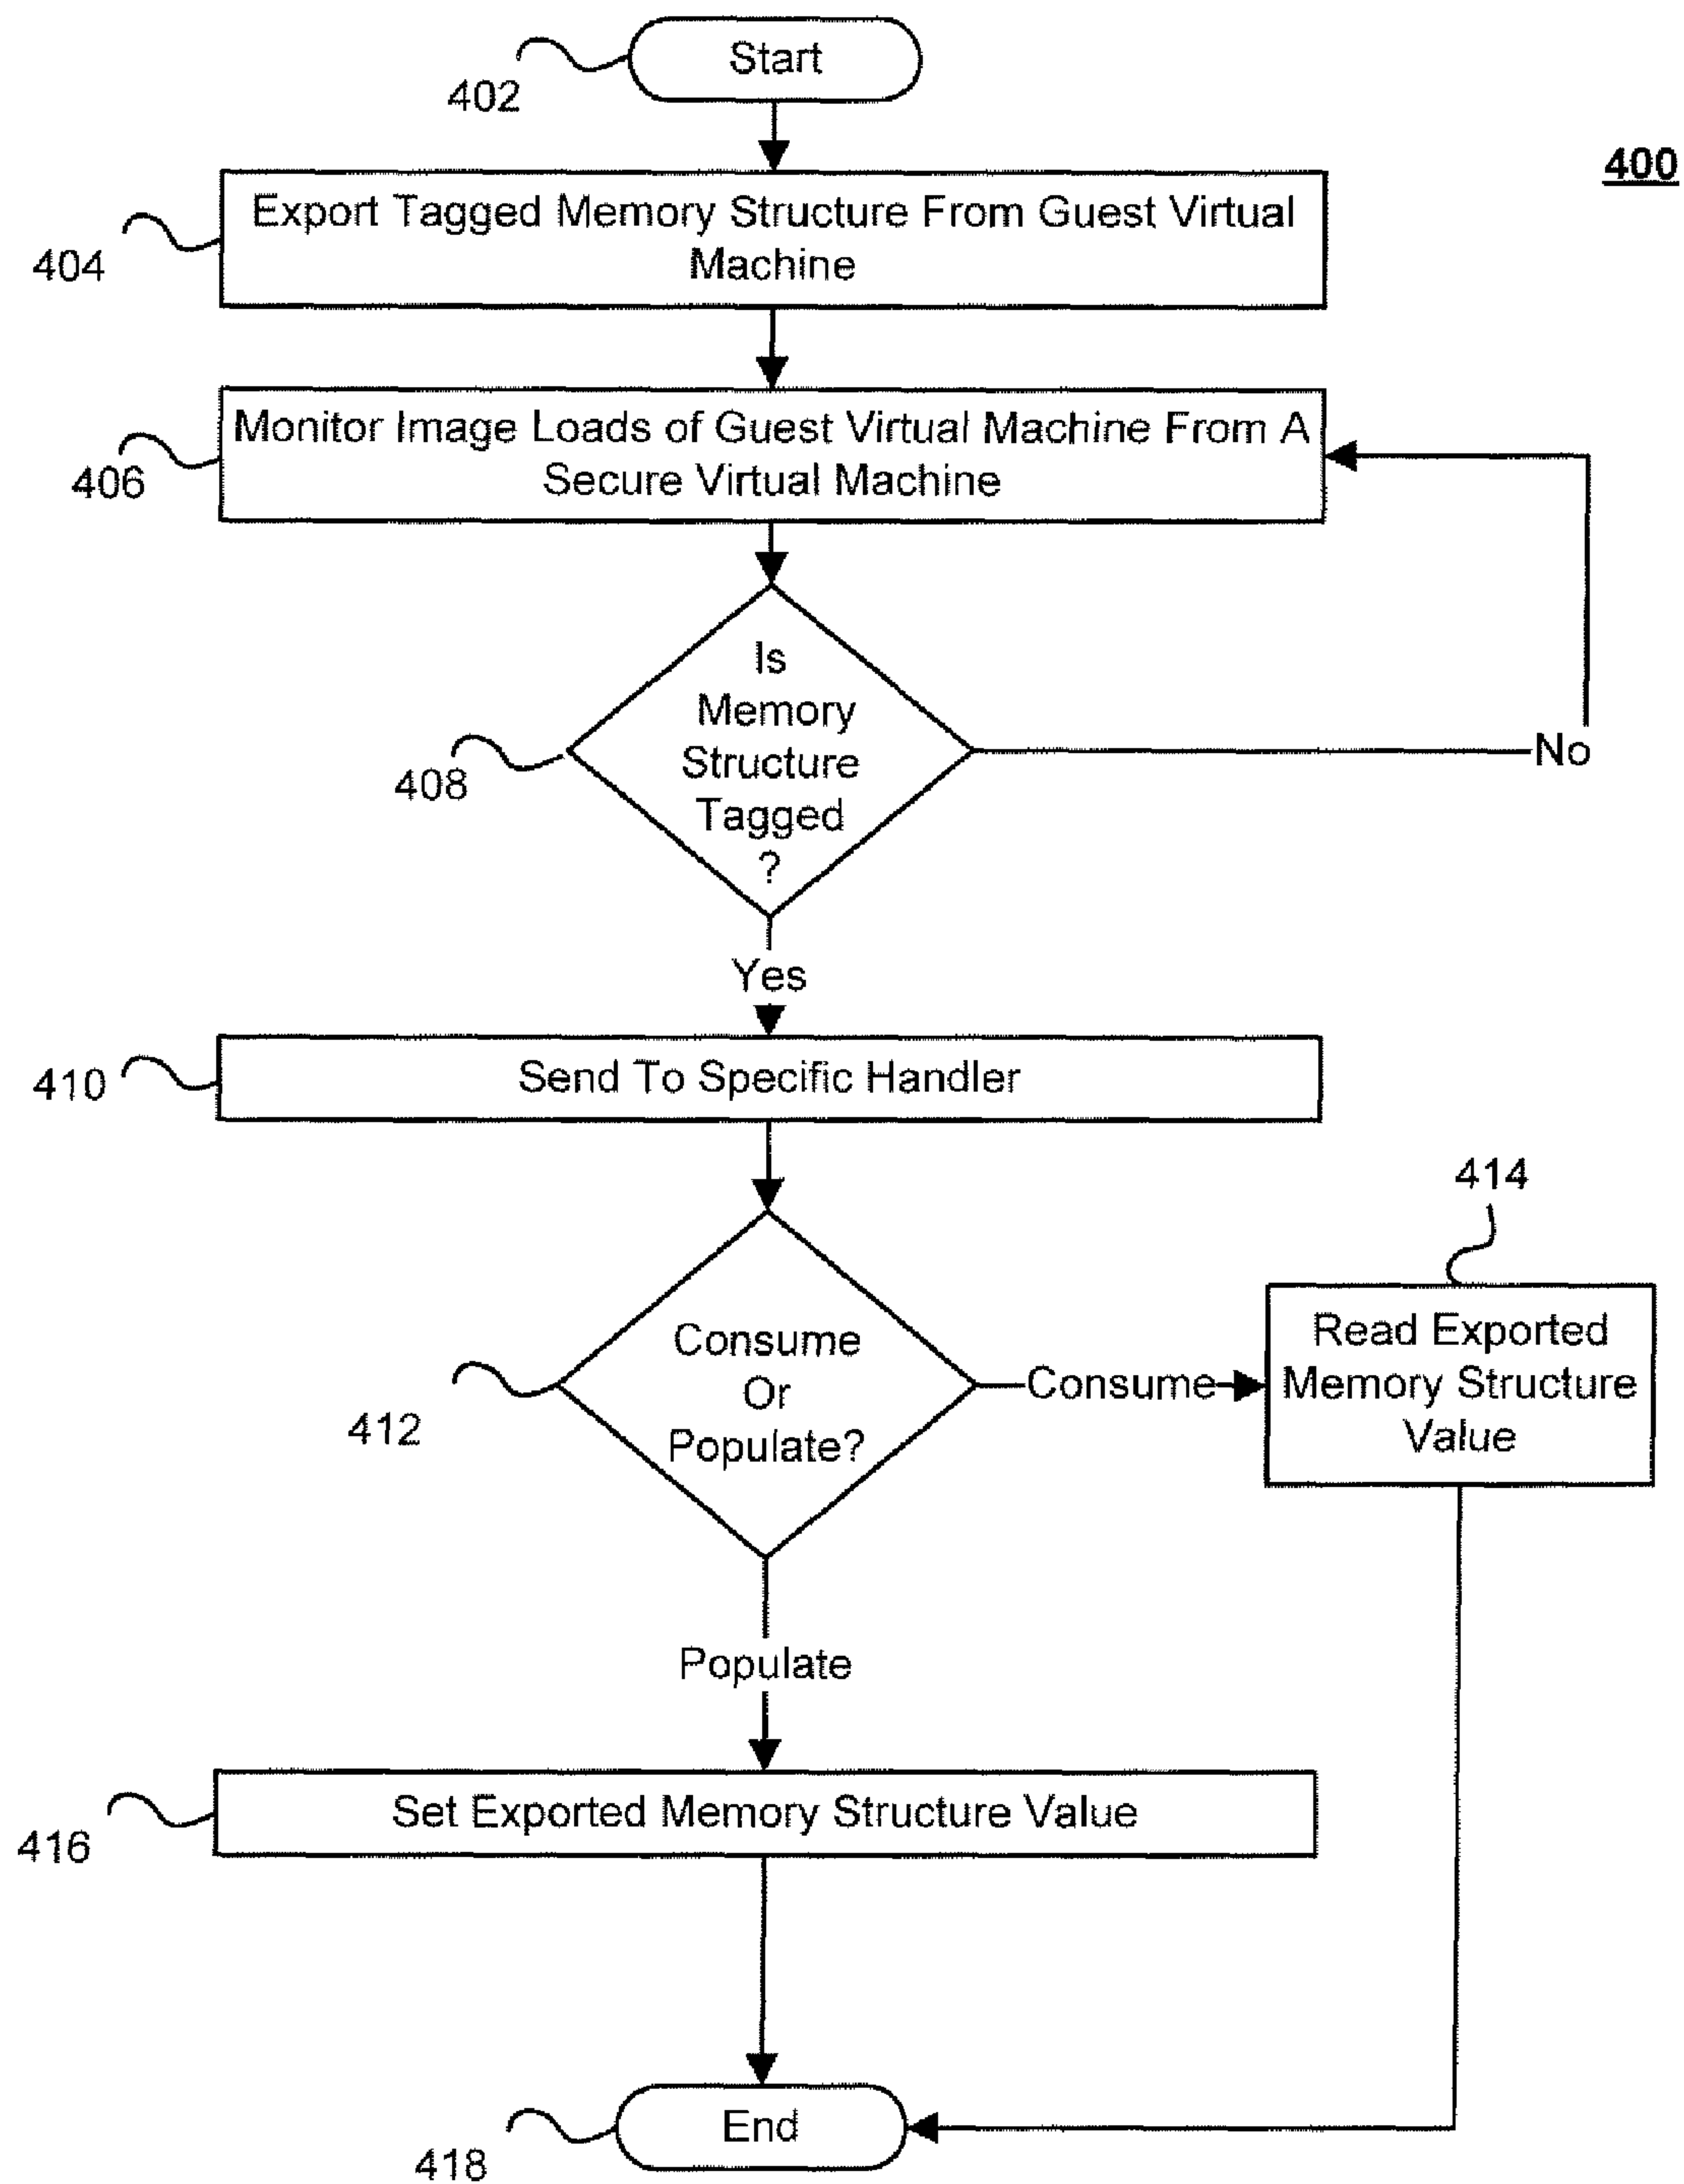 Start
402
400
Export Tagged Memory Structure From Guest Virtual
Machine
404
Monitor Image Loads of Guest Virtual Machine From A
Secure Virtual Machine
406
Is
Memory
Structure
Tagged
?
408
No
Yes
Send To Specific Handler
410
414
Consume
Or
Populate?
412
Consume
Read Exported
Memory Structure
Value
Populate
Set Exported Memory Structure Value
416
End
418